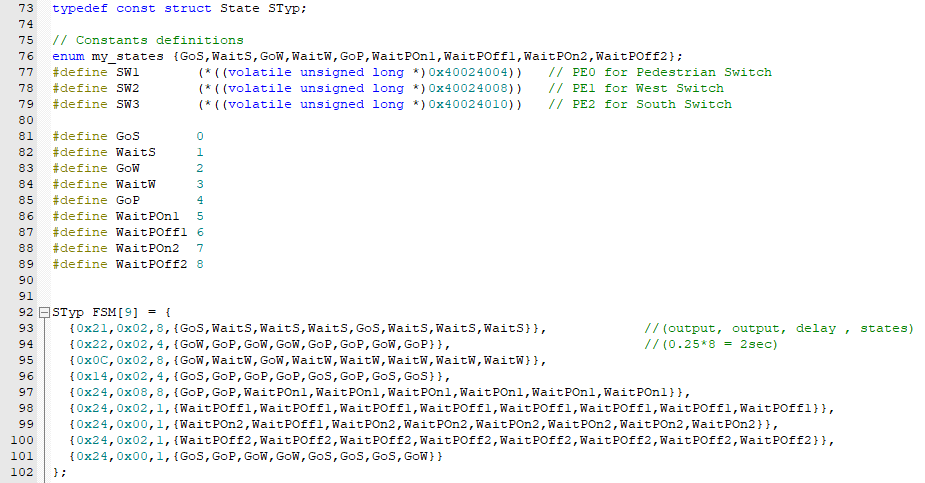 73 typedef const struct State STyp;
74
75 // Constants definitions
76 enum my_states {GoS,WaitS,GoW,WaitW,GoP,WaitPOn1,WaitPOff1,WaitPOn2,WaitPOff2};
77 #define SW1 (*((volatile unsigned long *)0x40024004)) // PE0 for Pedestrian Switch
78 #define SW2 (*((volatile unsigned long *)0x40024008)) // PE1 for West Switch
79 #define SW3 (*((volatile unsigned long *)0x40024010)) // PE2 for South Switch
80
81 #define GoS 0
82 #define WaitS 1
83 #define GoW 2
84 #define WaitW 3
85 #define GoP 4
86 #define WaitPOn1 5
87 #define WaitPOff1 6
88 #define WaitPOn2 7
89 #define WaitPOff2 8
90
91
92 STyp FSM[9] = {
93 {0x21,0x02,8,{GoS,WaitS,WaitS,WaitS,GoS,WaitS,WaitS,WaitS}}, //(output, output, delay , states)
94 {0x22,0x02,4,{GoW,GoP,GoW,GoW,GoP,GoP,GoW,GoP}}, //(0.25*8 = 2sec)
95 {0x0C,0x02,8,{GoW,WaitW,GoW,WaitW,WaitW,WaitW,WaitW,WaitW}},
96 {0x14,0x02,4,{GoS,GoP,GoP,GoP,GoS,GoP,GoS,GoS}},
97 {0x24,0x08,8,{GoP,GoP,WaitPOn1,WaitPOn1,WaitPOn1,WaitPOn1,WaitPOn1,WaitPOn1}},
98 {0x24,0x02,1,{WaitPOff1,WaitPOff1,WaitPOff1,WaitPOff1,WaitPOff1,WaitPOff1,WaitPOff1,WaitPOff1}},
99 {0x24,0x00,1,{WaitPOn2,WaitPOff1,WaitPOn2,WaitPOn2,WaitPOn2,WaitPOn2,WaitPOn2,WaitPOn2}},
100 {0x24,0x02,1,{WaitPOff2,WaitPOff2,WaitPOff2,WaitPOff2,WaitPOff2,WaitPOff2,WaitPOff2,WaitPOff2}},
101 {0x24,0x00,1,{GoS,GoP,GoW,GoW,GoS,GoS,GoS,GoW}}
102 };